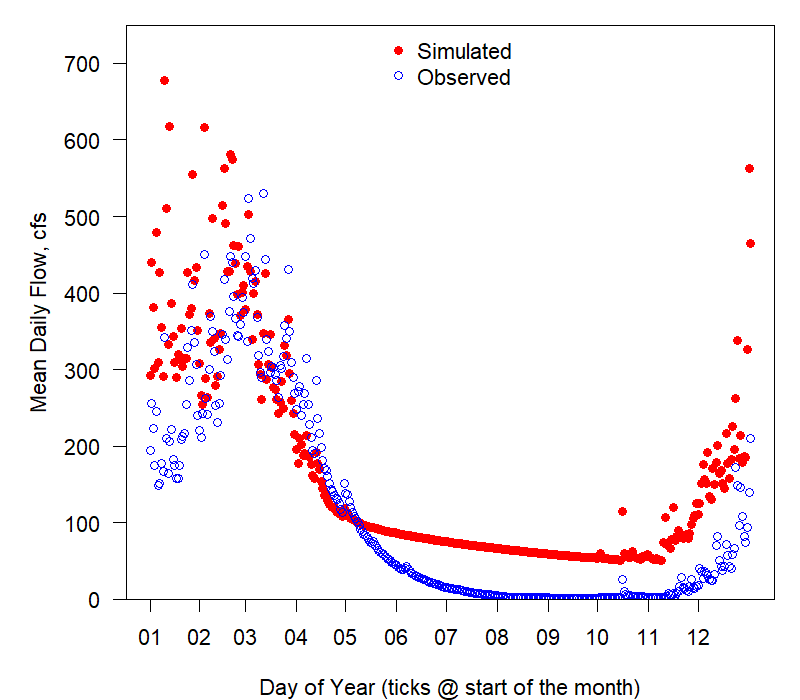 Simulated
Observed
700
600
500
400
300
200
100
0
Mean Daily Flow, cfs
01 02 03 04 05 06 07 08 09 10 11 12
Day of Year (ticks @ start of the month)